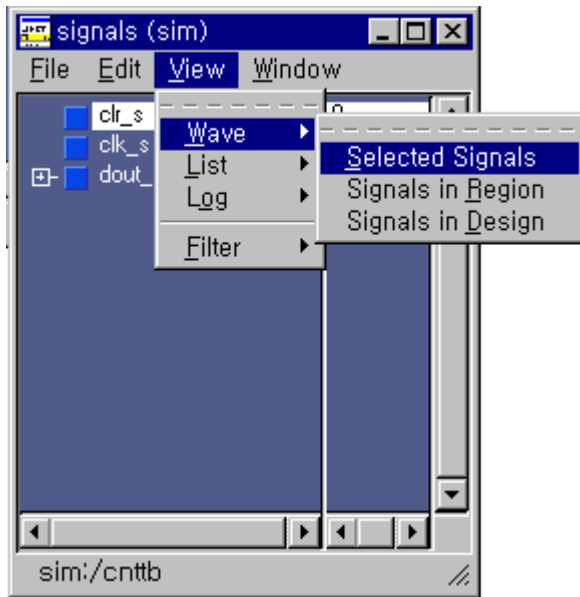 signals (sim)
File Edit View Window
clr_s
clk_s
dout_
Wave
List
Log
Filter
Selected Signals
Signals in Region
Signals in Design
sim:/cnttb